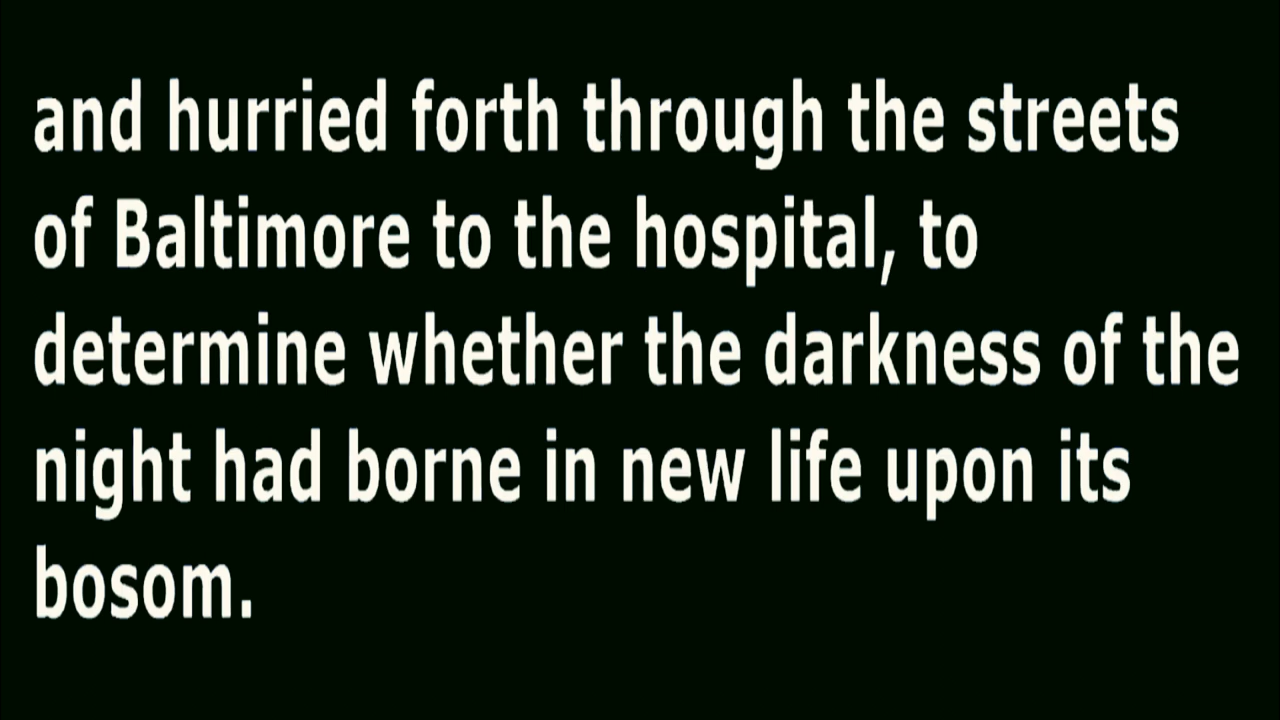 and hurried forth through the streets
of Baltimore to the hospital, to
determine whether the darkness of the
night had borne in new life upon its
bosom.